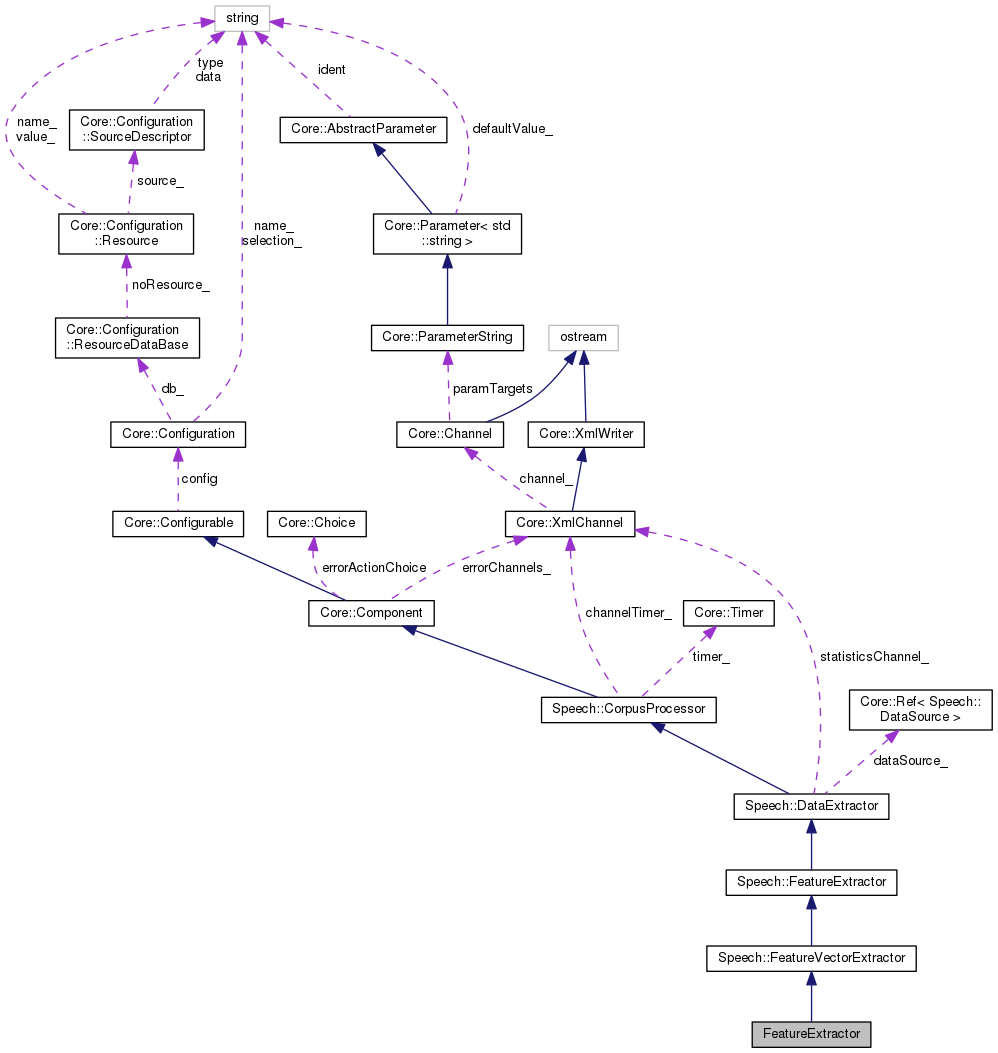 string
type
data
ident
name_
value_
Core::Configuration
::SourceDescriptor
Core::AbstractParameter
defaultValue_
source_
Core::Configuration
::Resource
name_
selection_
Core::Parameter< std
::string >
noResource_
Core::Configuration
::ResourceDataBase
Core::ParameterString
ostream
db_
paramTargets
Core::Configuration
Core::Channel
Core::XmlWriter
config
channel_
Core::Configurable
Core::Choice
Core::XmlChannel
errorActionChoice
errorChannels_
Core::Component
channelTimer_
Core::Timer
timer_
statisticsChannel_
Speech::CorpusProcessor
Core::Ref< Speech::
DataSource >
dataSource_
Speech::DataExtractor
Speech::FeatureExtractor
Speech::FeatureVectorExtractor
FeatureExtractor